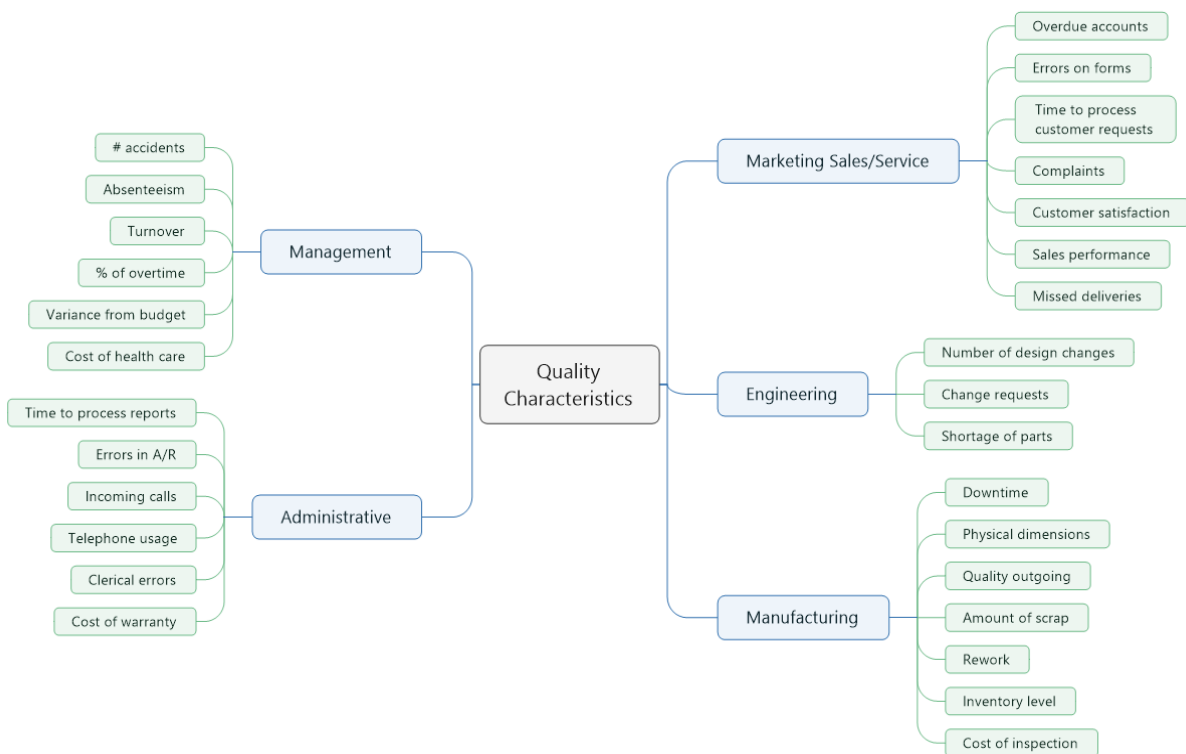 Quality
Characteristics
Marketing Sales/Service
Overdue accounts
Errors on forms
Time to process
customer requests
Complaints
Customer satisfaction
Sales performance
Missed deliveries
Engineering
Number of design changes
Change requests
Shortage of parts
Manufacturing
Downtime
Physical dimensions
Quality outgoing
Amount of scrap
Rework
Inventory level
Cost of inspection
Management
# accidents
Absenteeism
Turnover
% of overtime
Variance from budget
Cost of health care
Administrative
Time to process reports
Errors in A/R
Incoming calls
Telephone usage
Clerical errors
Cost of warranty